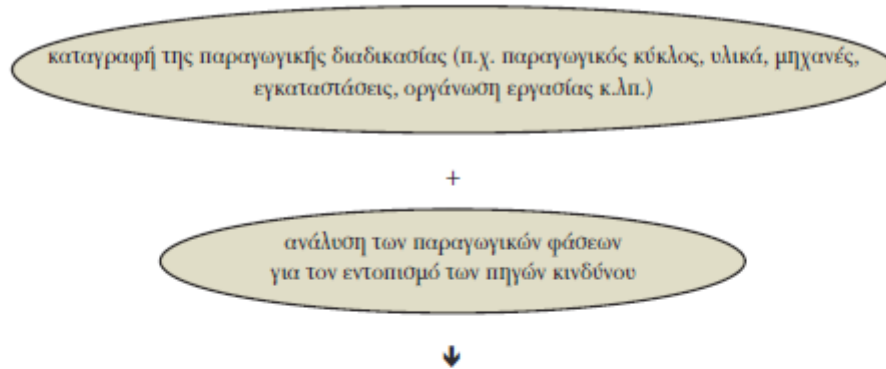 καταγραφή της παραγωγικής διαδικασίας (π.χ. παραγωγικός κύκλος, υλικά, μηχανές,
εγκαταστάσεις, οργάνωση εργασίας κ.λπ.)
+
ανάλυση των παραγωγικών φάσεων
για τον εντοπισμό των πηγών κινδύνου